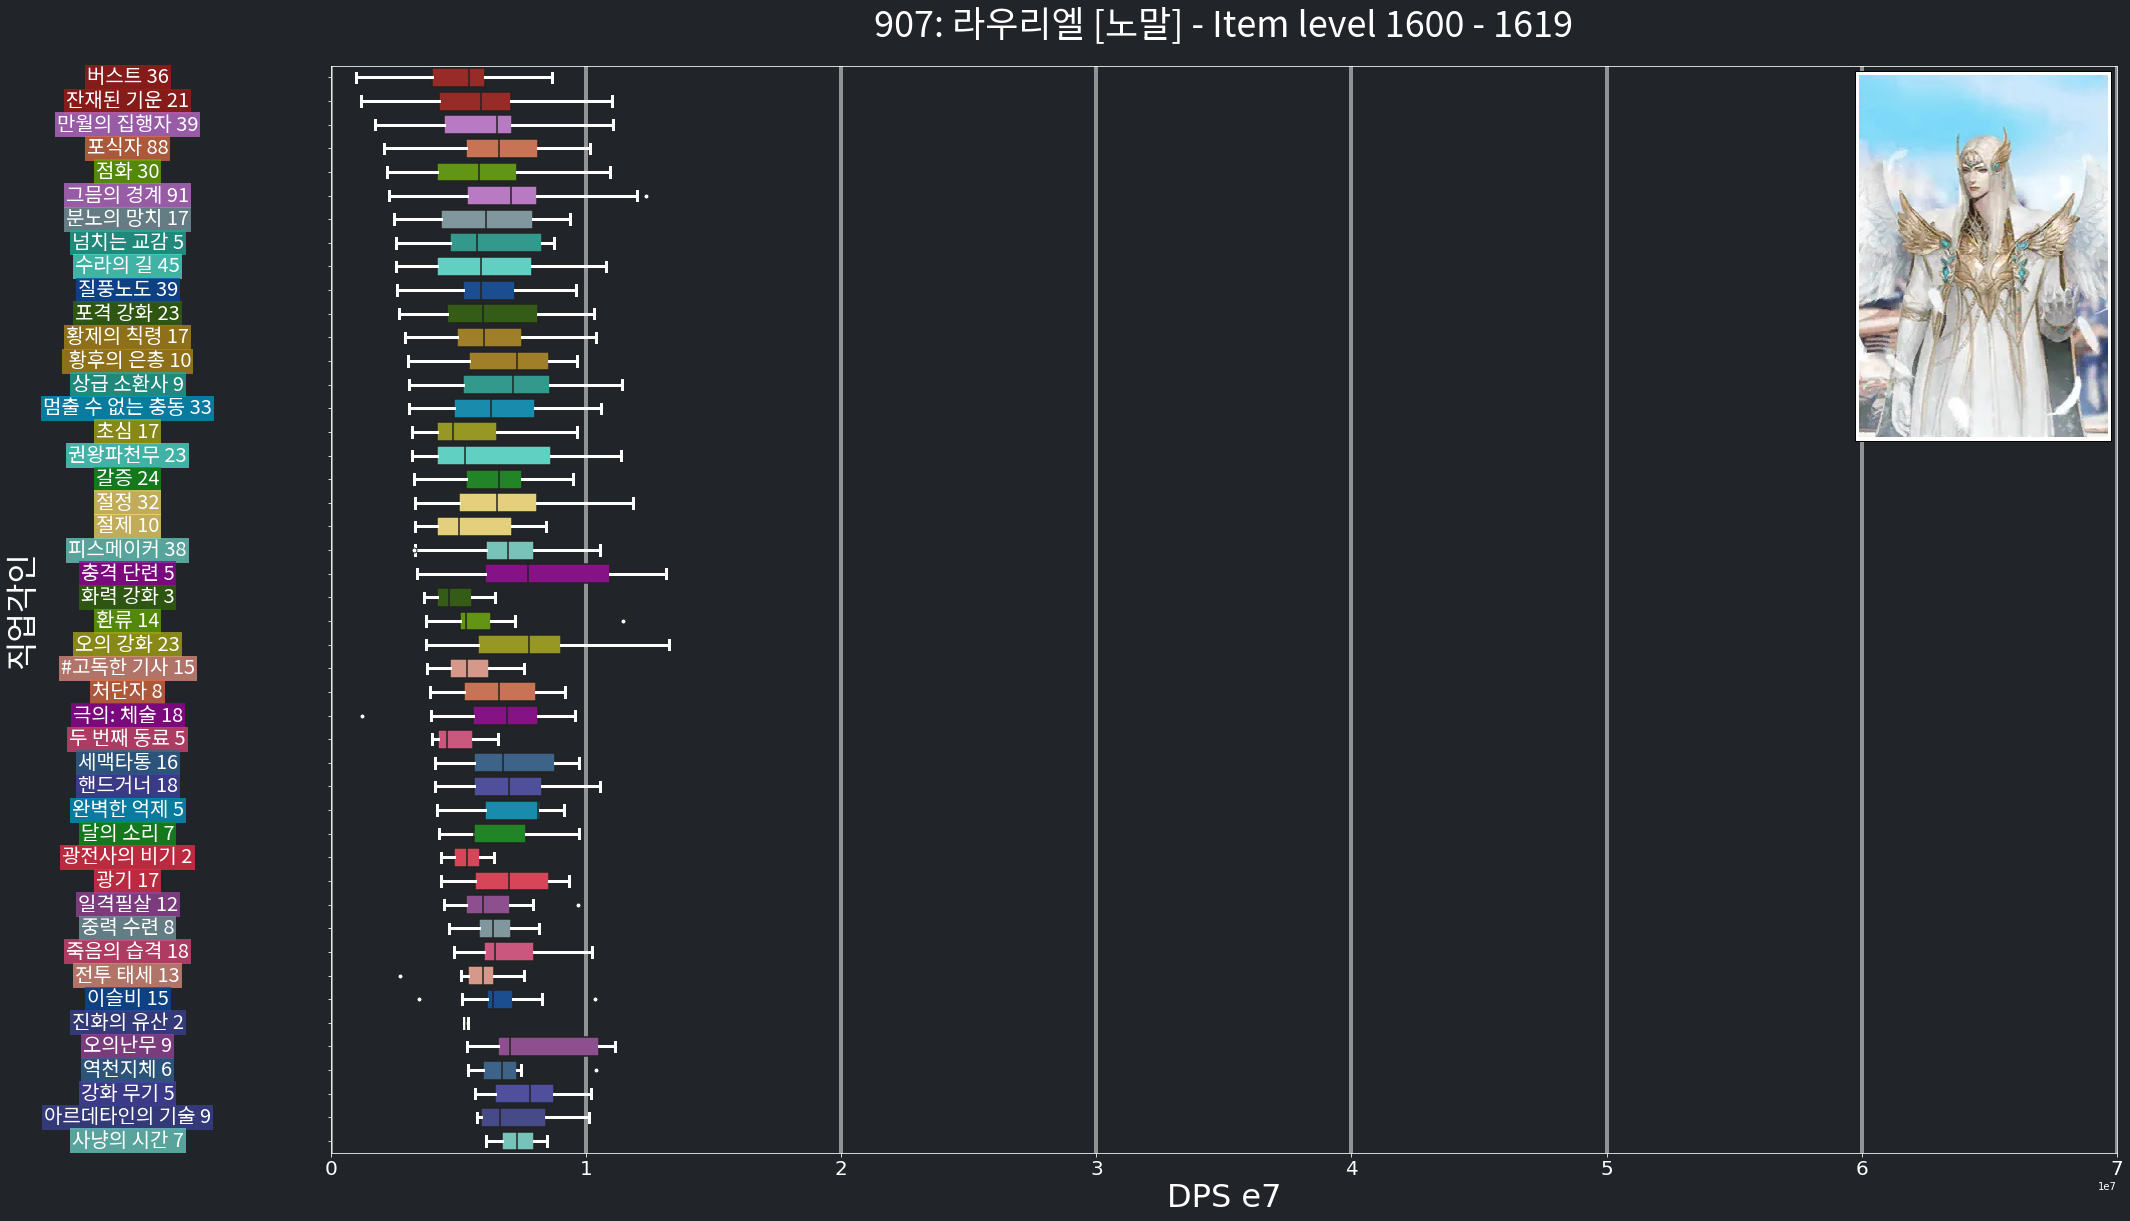 907: 라우리엘 [노말] - Item level 1600 - 1619
버스트 36
잔재된 기운 21
만월의 집행자 39
포식자 88
점화 30
그믐의 경계 91
분노의 망치 17
넘치는 교감 5
수라의 길 45
질풍노도 39
포격 강화 23
황제의 칙령 17
황후의 은총 10
상급 소환사 9
멈출 수 없는 충동 33
초심 17
권왕파천무 23
갈증 24
절정 32
절제 10
피스메이커 38
충격 단련 5
화력 강화 3
환류 14
오의 강화 23
#고독한 기사 15
처단자 8
극의: 체술 18
두 번째 동료 5
세맥타통 16
핸드거너 18
완벽한 억제 5
달의 소리 7
광전사의 비기 2
광기 17
일격필살 12
중력 수련 8
죽음의 습격 18
전투 태세 13
이슬비 15
진화의 유산 2
오의난무 9
역천지체 6
강화 무기 5
아르데타인의 기술 9
사냥의 시간 7
직업각인
0 1 2 3 4 5 6 7
1e7
DPS e7